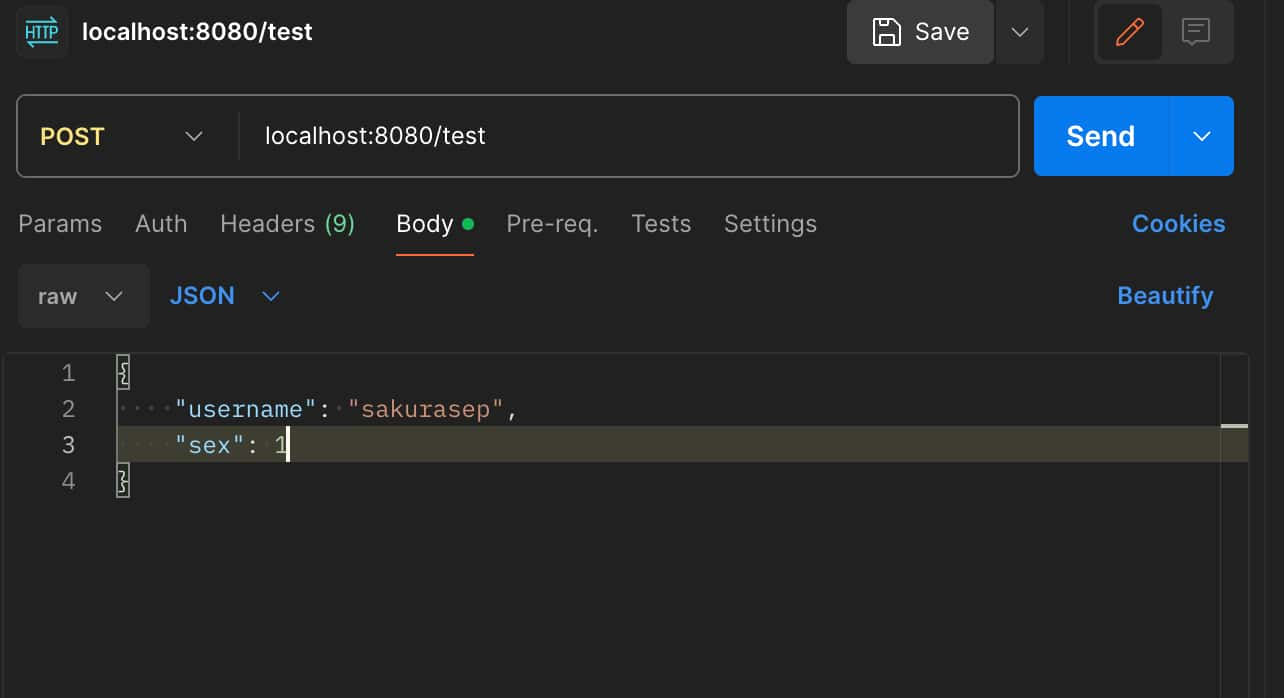 HTTP localhost:8080/test Save
POST localhost:8080/test Send
Params Auth Headers (9) Body Pre-req. Tests Settings Cookies
raw JSON Beautify
1 {
2 "username": "sakurasep",
3 "sex": 1
4 }